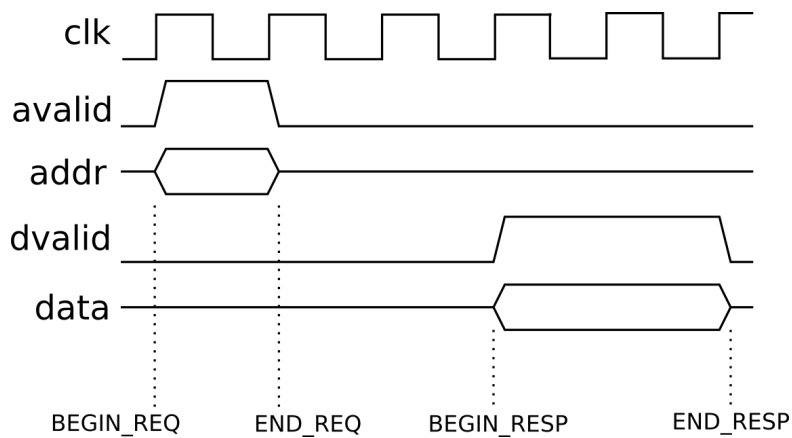 clk
avalid
addr
dvalid
data
BEGIN_REQ END_REQ BEGIN_RESP END_RESP